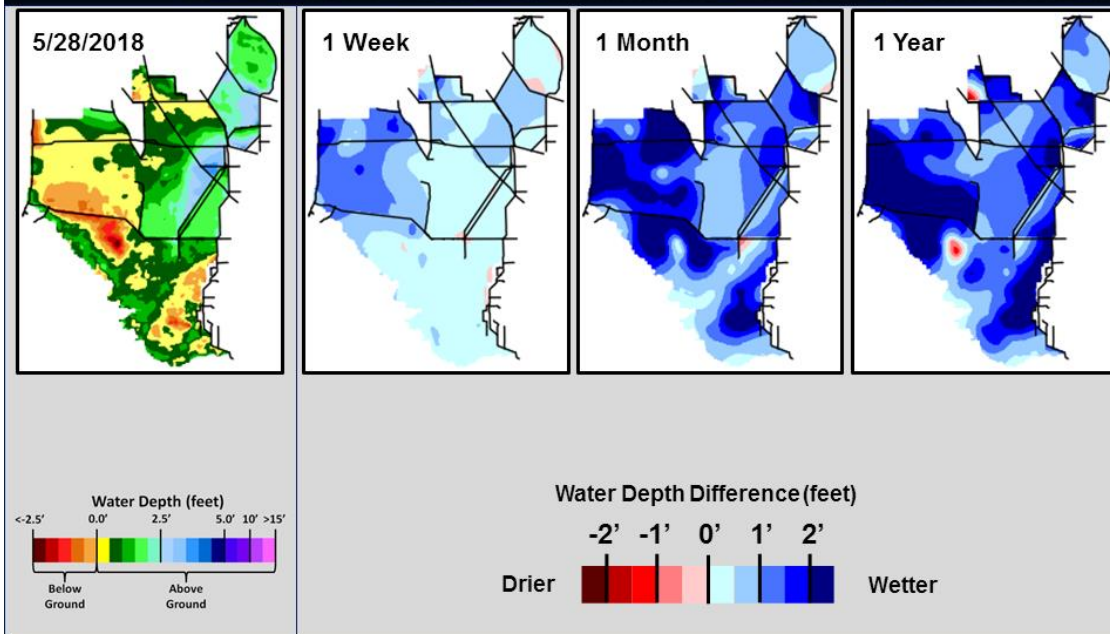 5/28/2018
1 Week
1 Month
1 Year
Water Depth (feet)
<-2.5' 0.0' 2.5' 5.0' 10' >15'
Below
Ground
Above
Ground
Water Depth Difference (feet)
-2' -1' 0' 1' 2'
Drier
Wetter